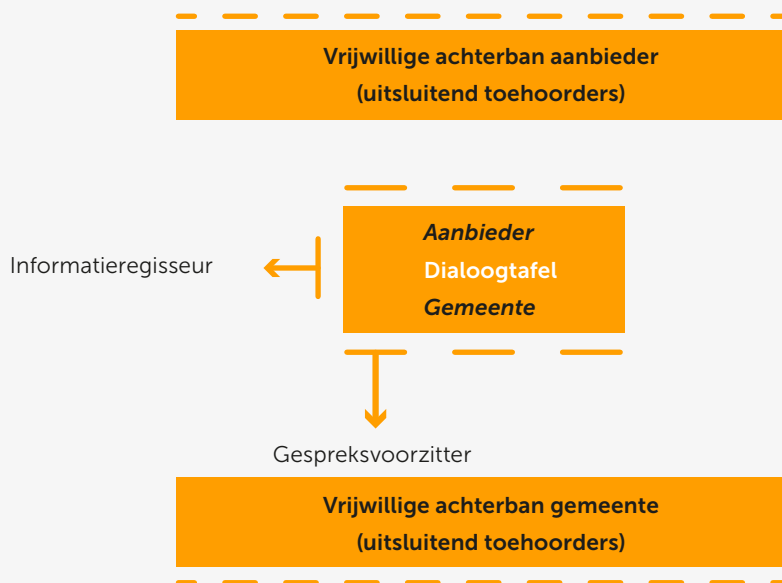 Vrijwillige achterban aanbieder
(uitsluitend toehoorders)
Aanbieder
Informatieregisseur
Dialoogtafel
Gemeente
Gespreksvoorzitter
Vrijwillige achterban gemeente
(uitsluitend toehoorders)